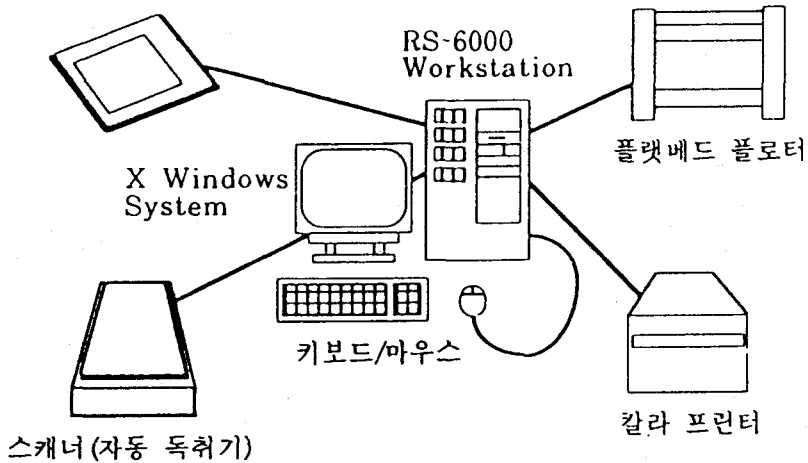 RS-6000
Workstation
플랫베드 플로터
X Windows
System
키보드/마우스
스캐너(자동 독취기)
칼라 프린터